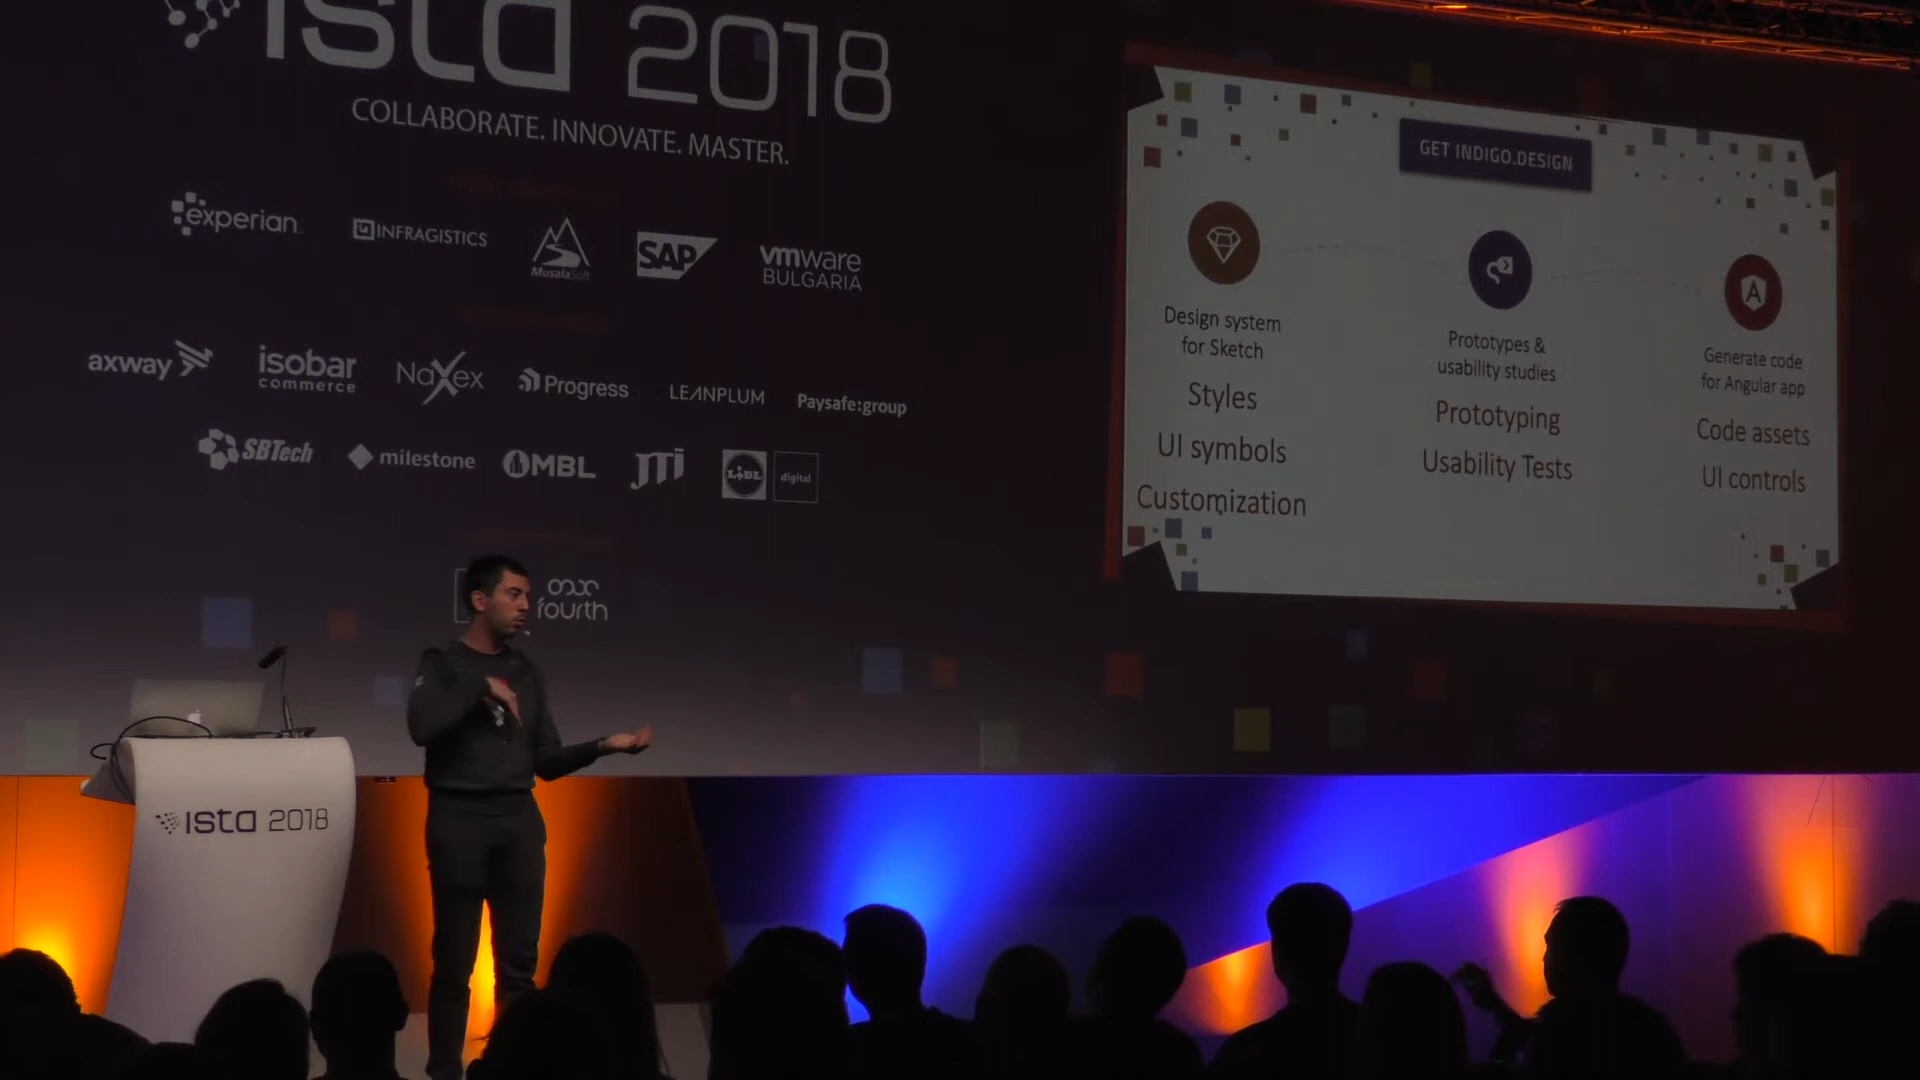 ista 2018
COLLABORATE. INNOVATE. MASTER.
experian
INFRAGISTICS
MusalaSoft
SAP
vmware
BULGARIA
axway
isobar
commerce
NaXex
Progress
LEANPLUM
Paysafe:group
SBTech
milestone
MBL
JTI
LiDL
digital
fourth
GET INDIGO.DESIGN
Design system
for Sketch
Styles
UI symbols
Customization
Prototypes &
usability studies
Prototyping
Usability Tests
A
Generate code
for Angular app
Code assets
UI controls
ista 2018